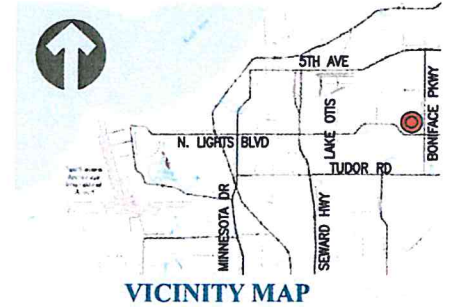 5TH AVE
LAKE OTIS
BONIFACE PKWY
N. LIGHTS BLVD
TUDOR RD
MINNESOTA DR
SEWARD HWY
VICINITY MAP